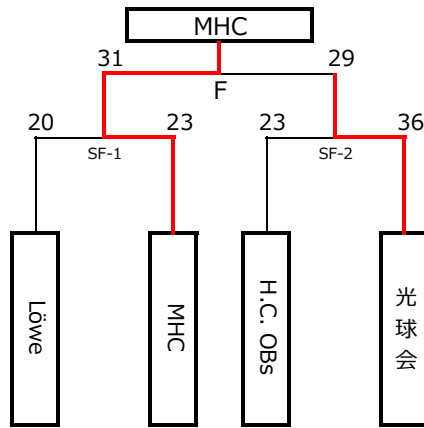 MHC
31
29
F
20
23
23
36
SF-1
SF-2
Löwe
MHC
H.C. OBs
光球会